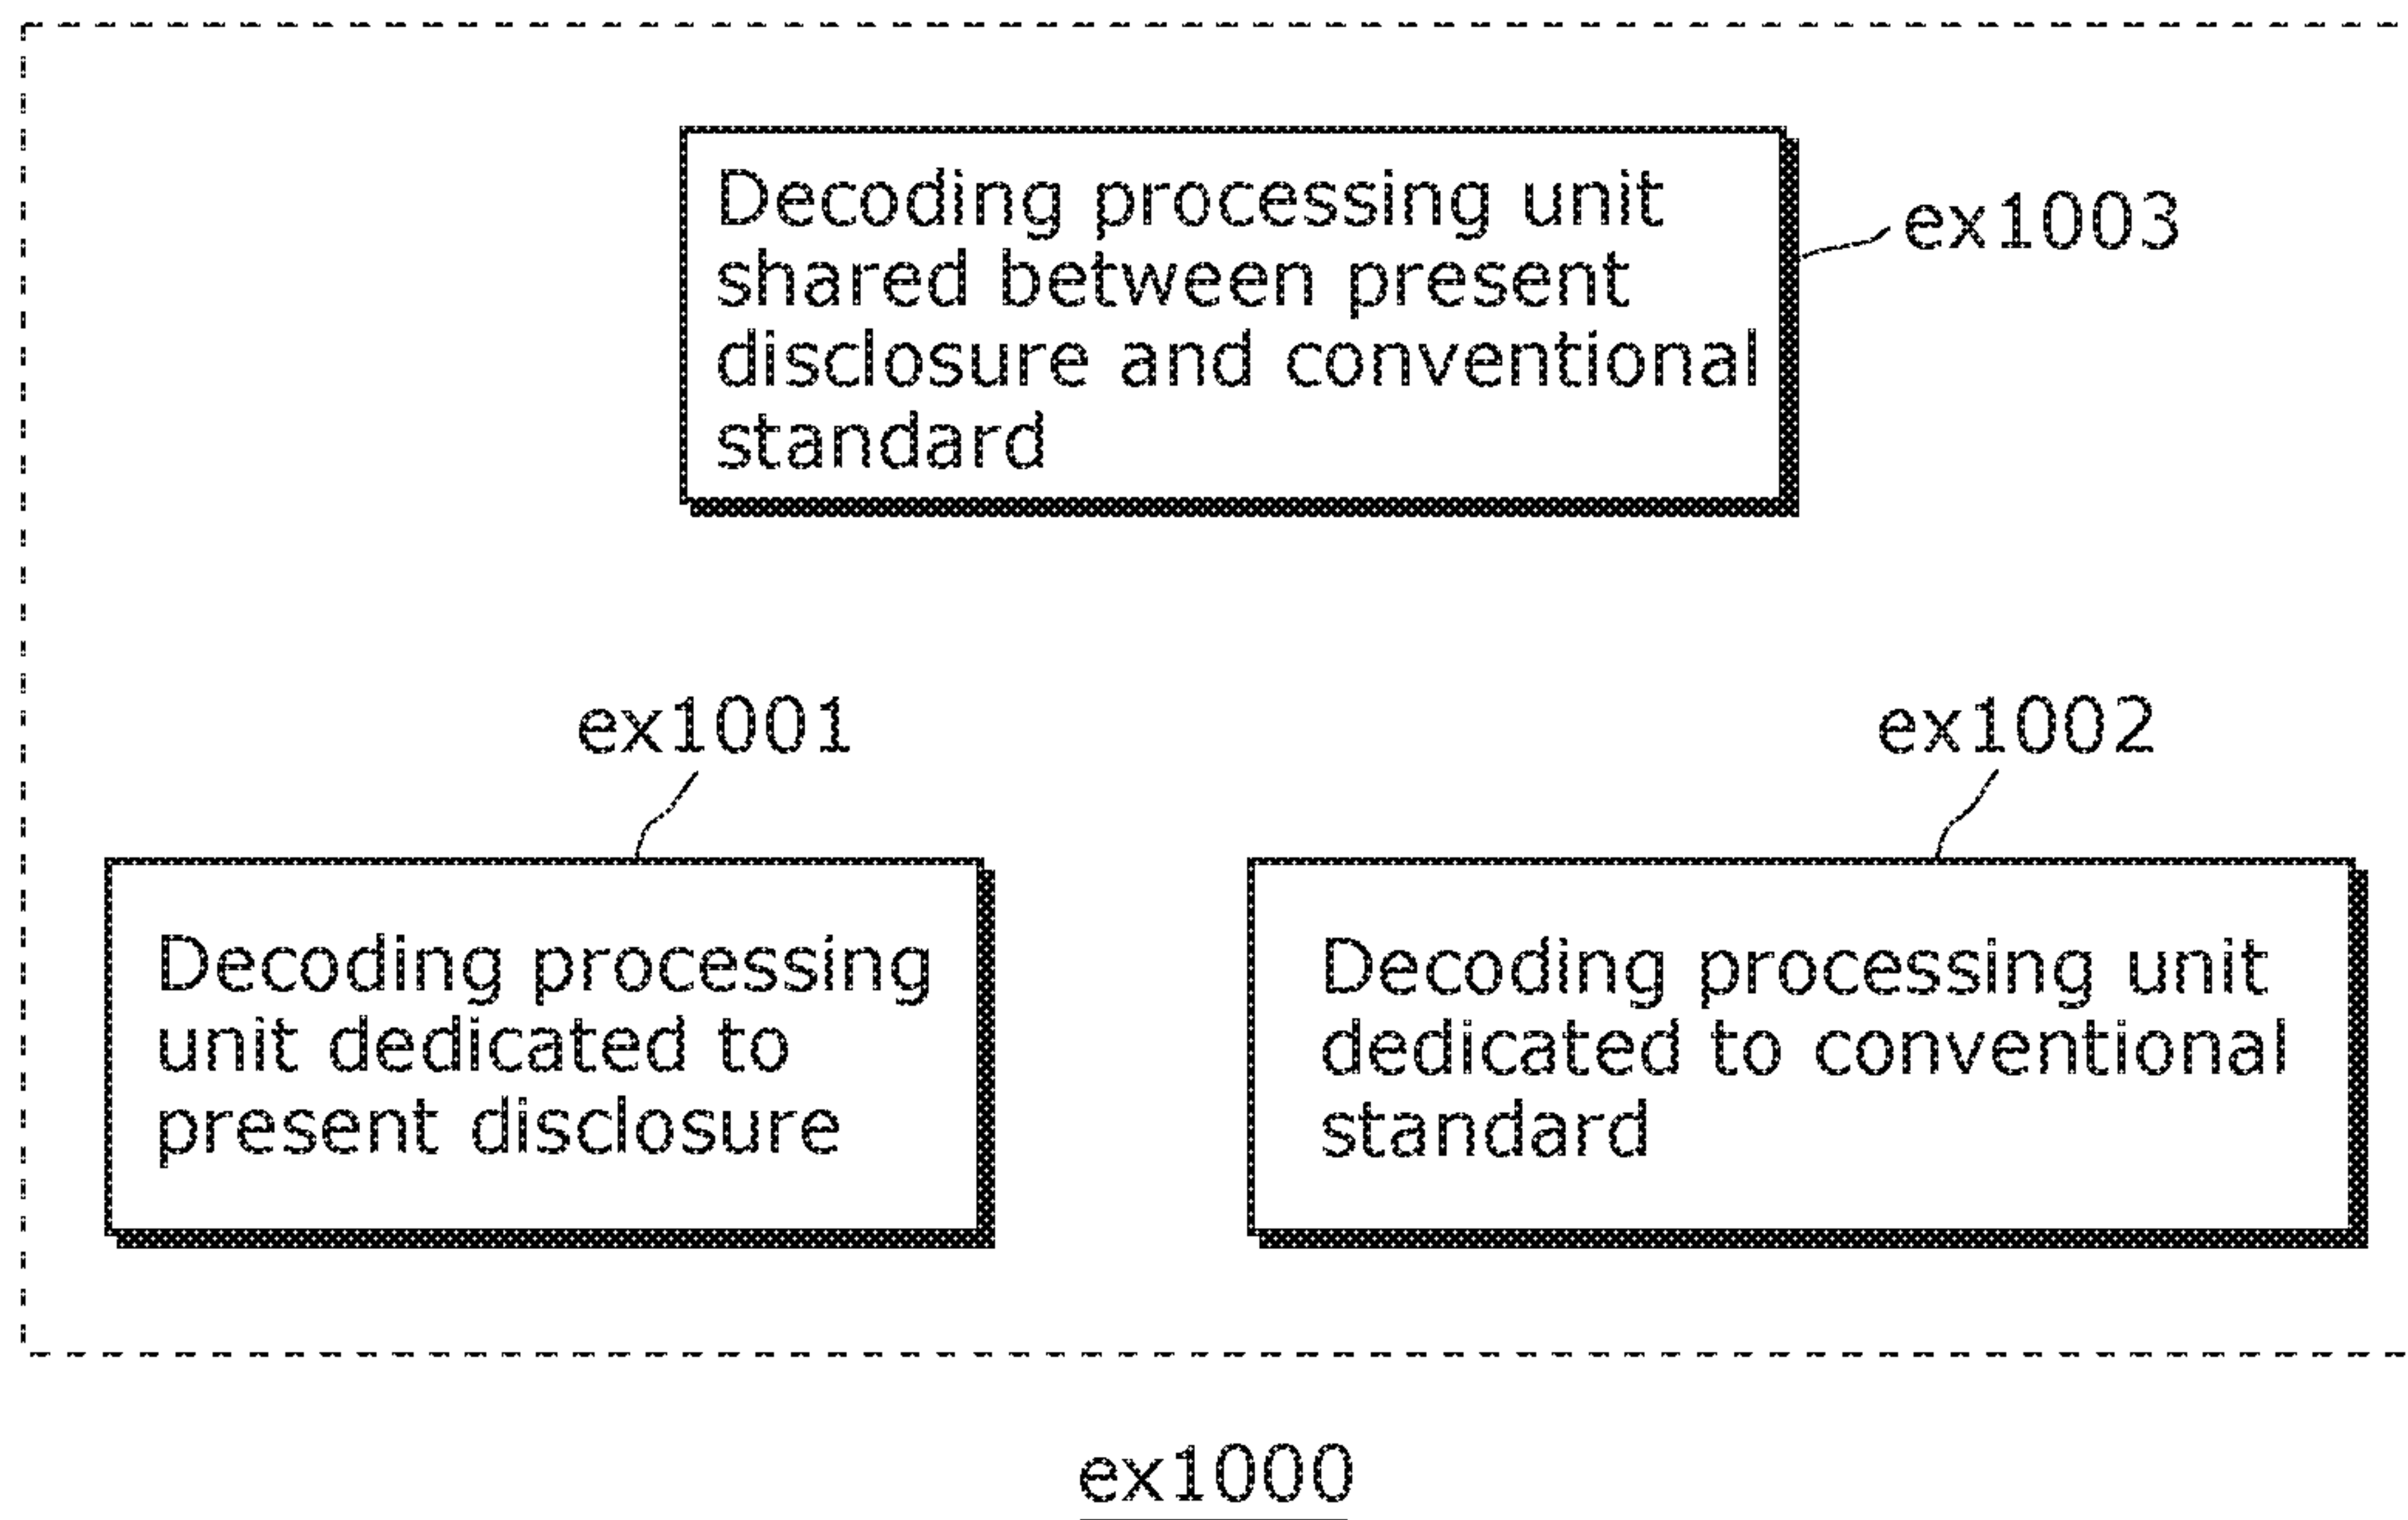 Decoding processing unit
shared between present
disclosure and conventional
standard
ex1003
ex1001
Decoding processing
unit dedicated to
present disclosure
ex1002
Decoding processing unit
dedicated to conventional
standard
ex1000